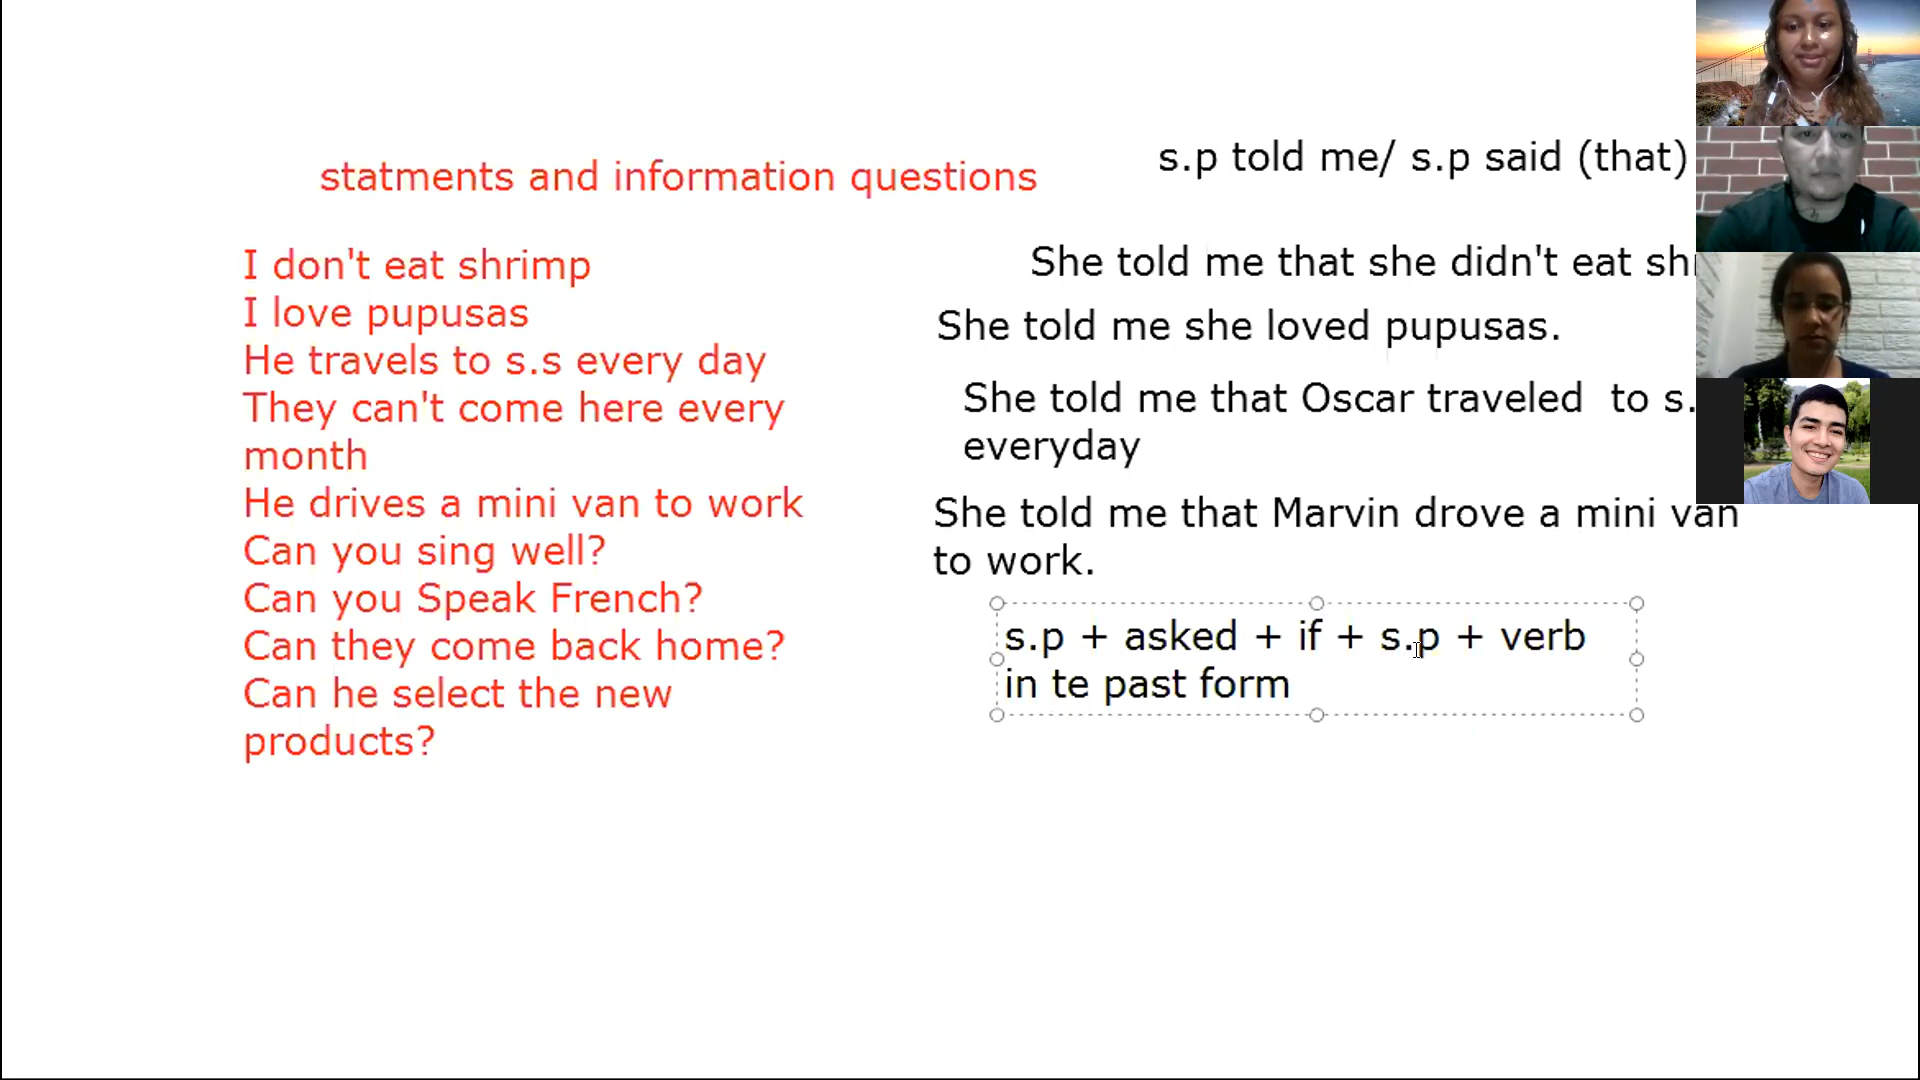 statments and information questions
I don't eat shrimp
I love pupusas
He travels to s.s every day
They can't come here every
month
He drives a mini van to work
Can you sing well?
Can you Speak French?
Can they come back home?
Can he select the new
products?
s.p told me/ s.p said (that)
She told me that she didn't eat
She told me she loved pupusas.
She told me that Oscar traveled to
everyday
She told me that Marvin drove a mini van
to work.
s.p + asked + if + s.p + verb
in te past form